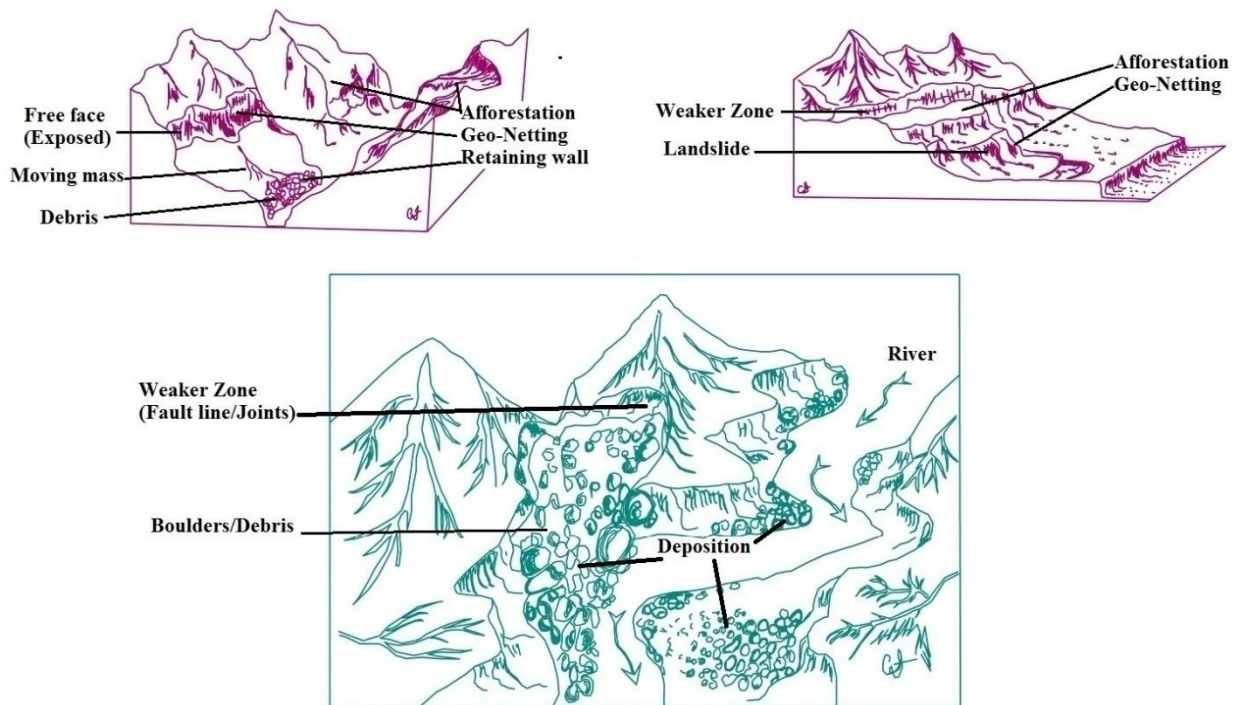 Free face
(Exposed)
Moving mass
Debris
Afforestation
Geo-Netting
Retaining wall
Weaker Zone
Landslide
Afforestation
Geo-Netting
River
Weaker Zone
(Fault line/Joints)
Boulders/Debris
Deposition